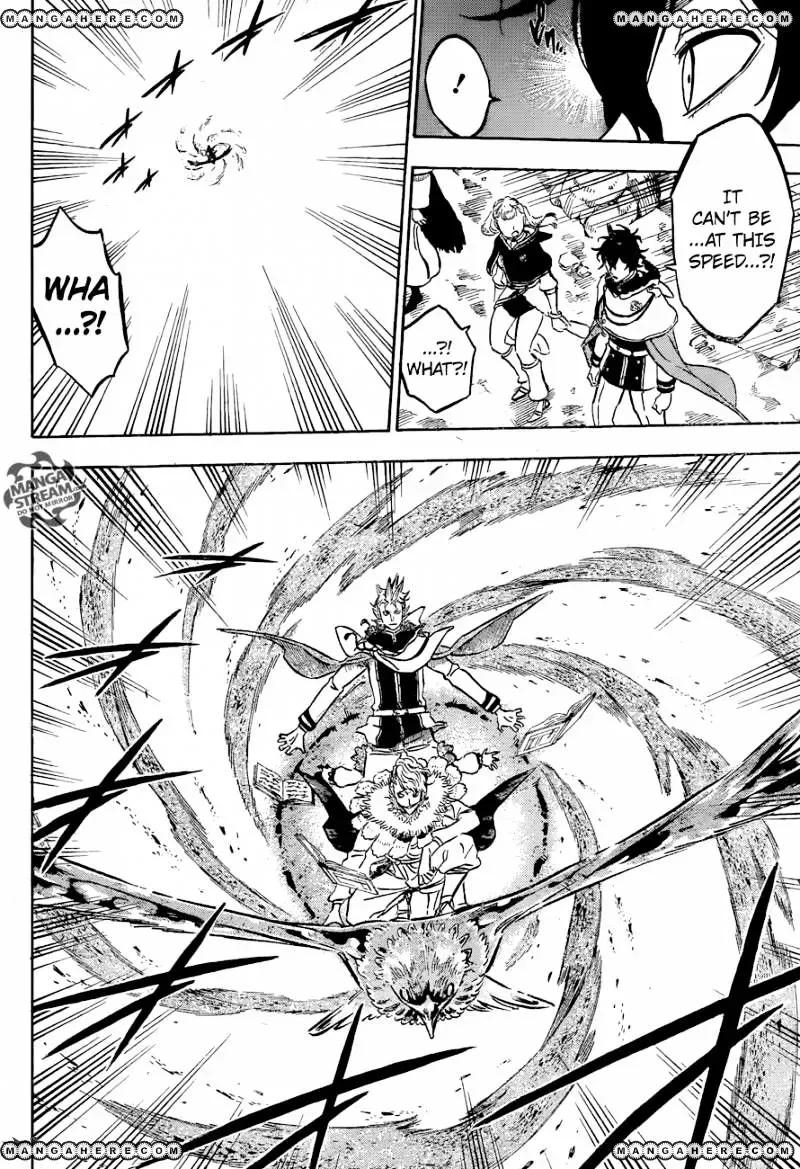 MANGAHERE.COM
MANGAHERE.COM
!
IT
CAN'T BE
...AT THIS
SPEED...?!
...?!
WHAT?!
WHA
...?!
MANGA
STREAM.com
DO NOT MIRROR
MANGAHERE.COM
MANGAHERE.COM